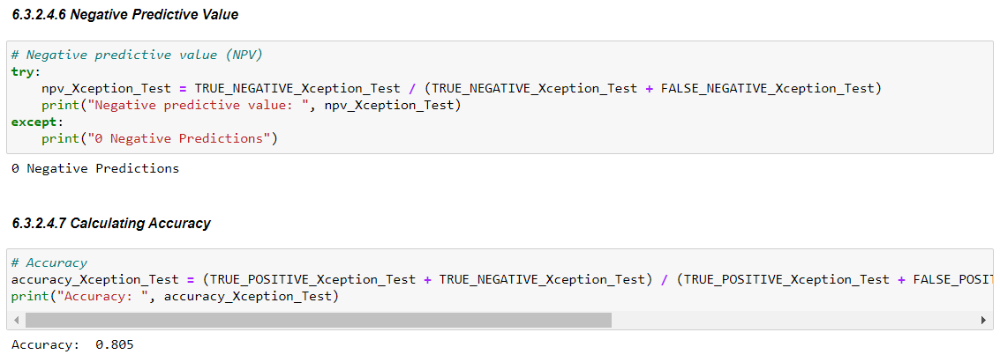 6.3.2.4.6 Negative Predictive Value
# Negative predictive value (NPV)
try:
    npv_Xception_Test = TRUE_NEGATIVE_Xception_Test / (TRUE_NEGATIVE_Xception_Test + FALSE_NEGATIVE_Xception_Test)
    print("Negative predictive value: ", npv_Xception_Test)
except:
    print("0 Negative Predictions")
0 Negative Predictions
6.3.2.4.7 Calculating Accuracy
# Accuracy
accuracy_Xception_Test = (TRUE_POSITIVE_Xception_Test + TRUE_NEGATIVE_Xception_Test) / (TRUE_POSITIVE_Xception_Test + FALSE_POSIT
print("Accuracy: ", accuracy_Xception_Test)
Accuracy:  0.805